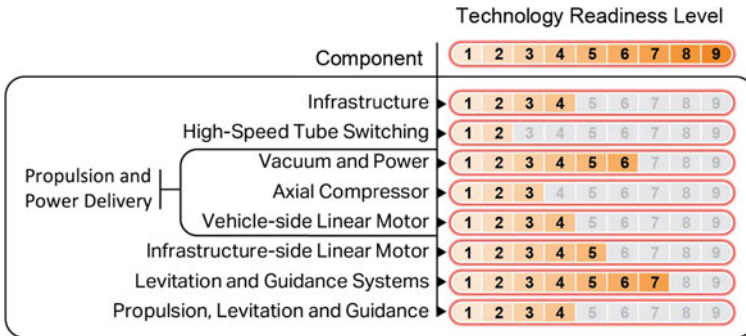 Technology Readiness Level
Component 1 2 3 4 5 6 7 8 9
Infrastructure 1 2 3 4 5 6 7 8 9
High-Speed Tube Switching 1 2 3 4 5 6 7 8 9
Propulsion and
Power Delivery
Vacuum and Power 1 2 3 4 5 6 7 8 9
Axial Compressor 1 2 3 4 5 6 7 8 9
Vehicle-side Linear Motor 1 2 3 4 5 6 7 8 9
Infrastructure-side Linear Motor 1 2 3 4 5 6 7 8 9
Levitation and Guidance Systems 1 2 3 4 5 6 7 8 9
Propulsion, Levitation and Guidance 1 2 3 4 5 6 7 8 9